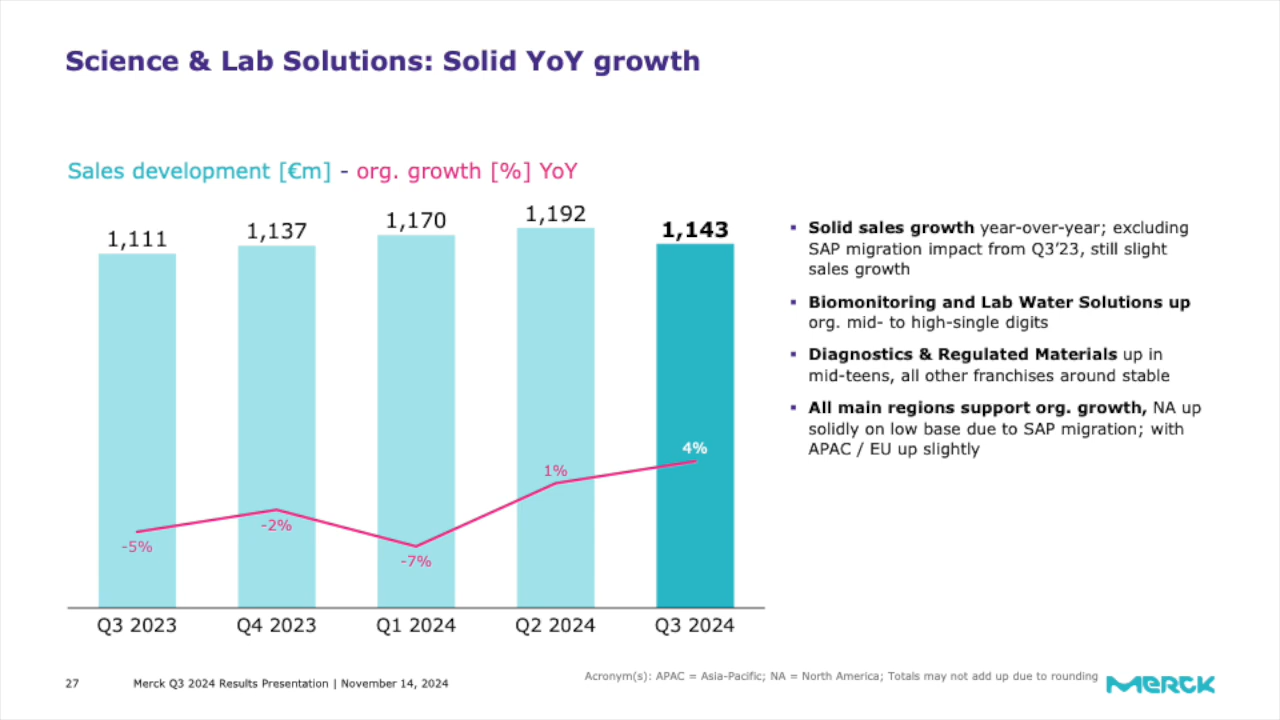 Science & Lab Solutions: Solid YoY growth
Sales development [€m] - org. growth [%] YoY
1,111
1,137
1,170
1,192
1,143
-5%
-2%
-7%
1%
4%
Q3 2023
Q4 2023
Q1 2024
Q2 2024
Q3 2024
▪ Solid sales growth year-over-year; excluding
SAP migration impact from Q3’23, still slight
sales growth
▪ Biomonitoring and Lab Water Solutions up
org. mid- to high-single digits
▪ Diagnostics & Regulated Materials up in
mid-teens, all other franchises around stable
▪ All main regions support org. growth, NA up
solidly on low base due to SAP migration; with
APAC / EU up slightly
27
Merck Q3 2024 Results Presentation | November 14, 2024
Acronym(s): APAC = Asia-Pacific; NA = North America; Totals may not add up due to rounding
MERCK